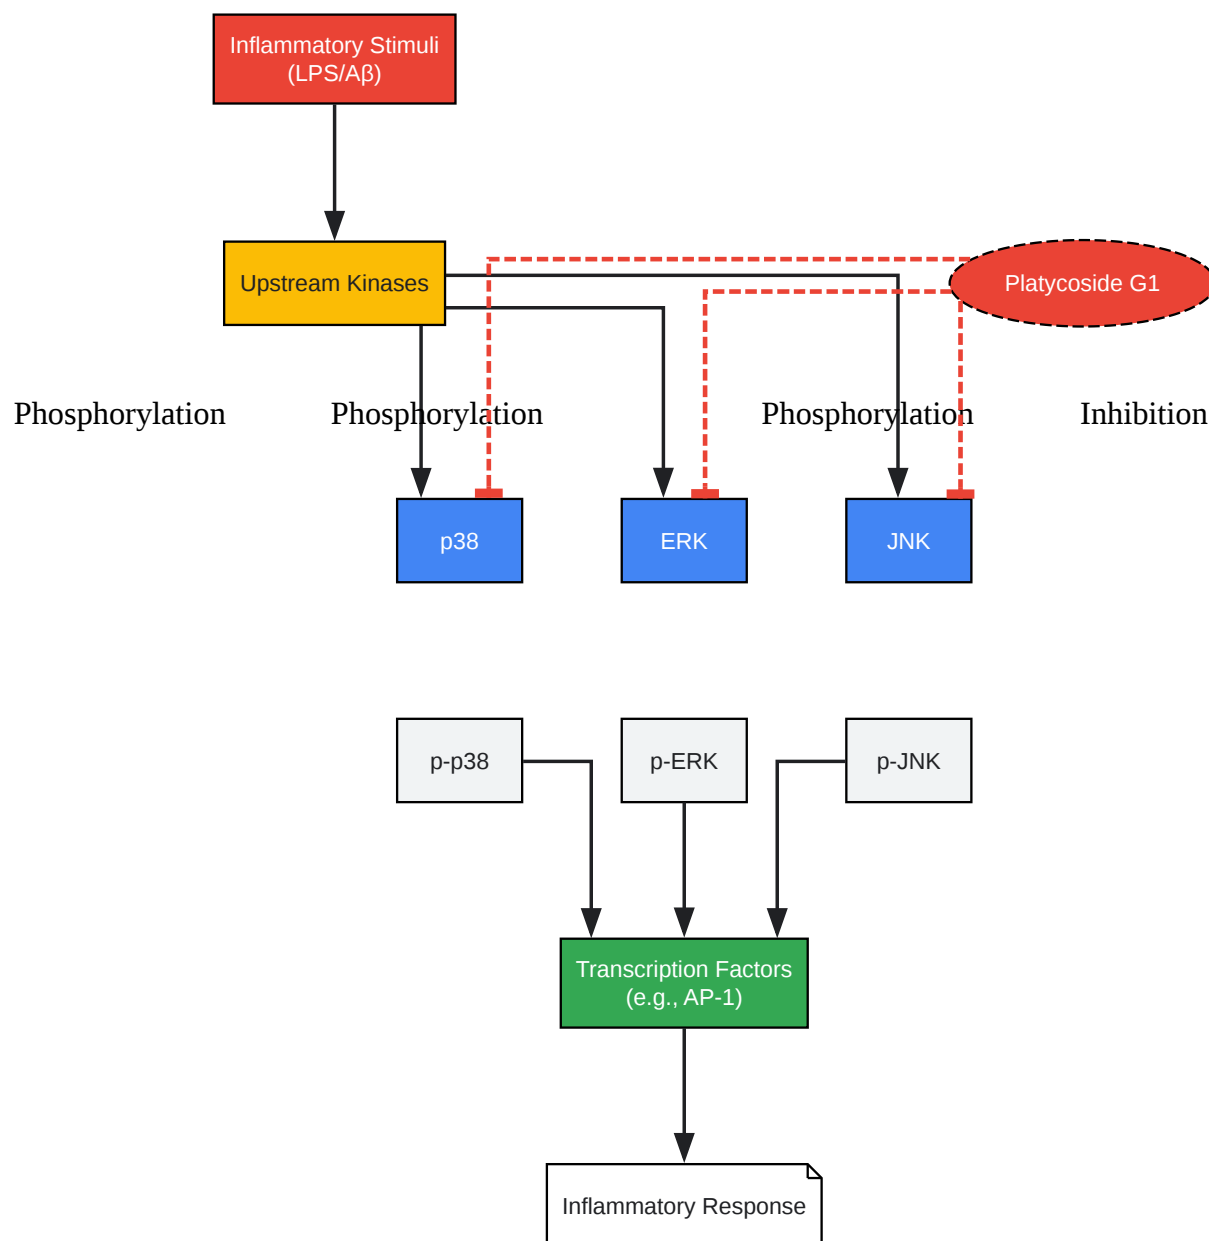 Inflammatory Stimuli
(LPS/Aβ)
Upstream Kinases
Platycoside G1
Phosphorylation
Phosphorylation
Phosphorylation
Inhibition
p38
ERK
JNK
p-p38
p-ERK
p-JNK
Transcription Factors
(e.g., AP-1)
Inflammatory Response